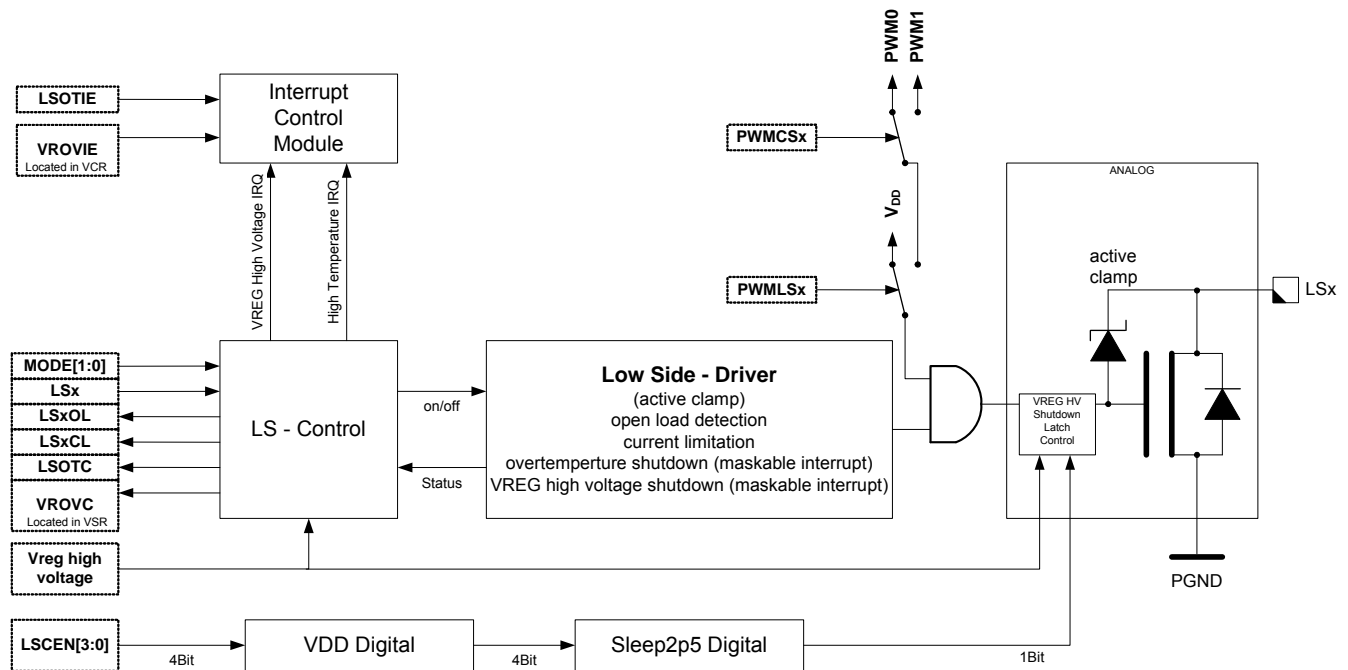 PWM0
PWM1
LSOTIE
VROVIE
Located in VCR
Interrupt
Control
Module
PWMCSx
VREG High Voltage IRQ
High Temperature IRQ
VDD
PWMLSx
ANALOG
active
clamp
LSx
MODE[1:0]
LSx
LSxOL
LSxCL
LSOTC
VROVC
Located in VSR
Vreg high
voltage
LS - Control
on/off
Status
Low Side - Driver
(active clamp)
open load detection
current limitation
overtemperture shutdown (maskable interrupt)
VREG high voltage shutdown (maskable interrupt)
VREG HV
Shutdown
Latch
Control
PGND
LSCEN[3:0]
4Bit
VDD Digital
4Bit
Sleep2p5 Digital
1Bit